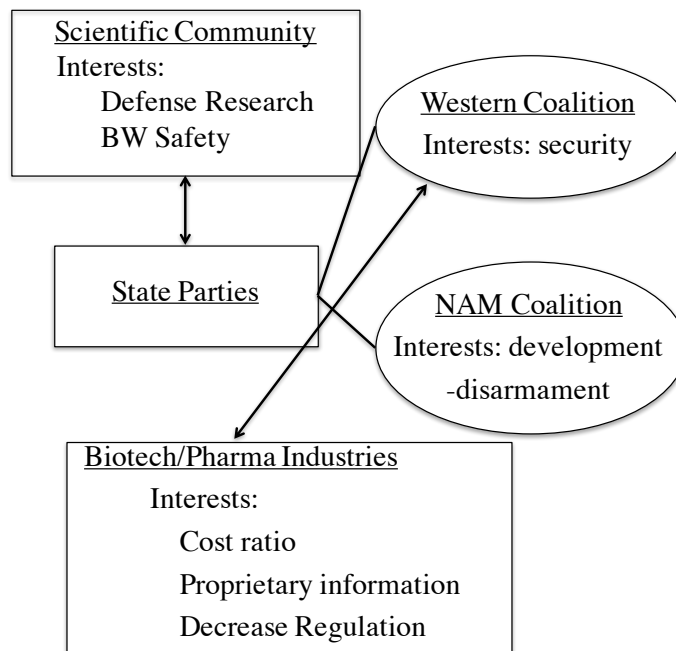 Scientific Community
Interests:
Defense Research
BW Safety
Western Coalition
Interests: security
State Parties
NAM Coalition
Interests: development
-disarmament
Biotech/Pharma Industries
Interests:
Cost ratio
Proprietary information
Decrease Regulation